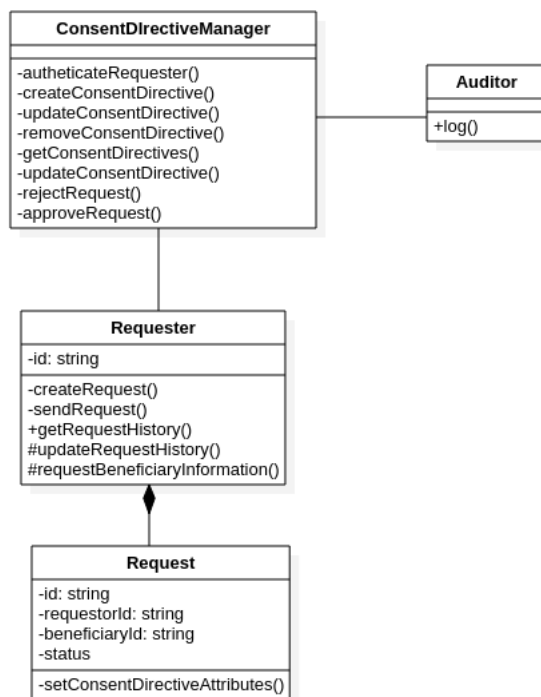 ConsentDIrectiveManager
-autheticateRequester()
-createConsentDirective()
-updateConsentDirective()
-removeConsentDirective()
-getConsentDirectives()
-updateConsentDirective()
-rejectRequest()
-approveRequest()
Auditor
+log()
Requester
-id: string
-createRequest()
-sendRequest()
+getRequestHistory()
#updateRequestHistory()
#requestBeneficiaryInformation()
Request
-id: string
-requestorId: string
-beneficiaryId: string
-status
-setConsentDirectiveAttributes()